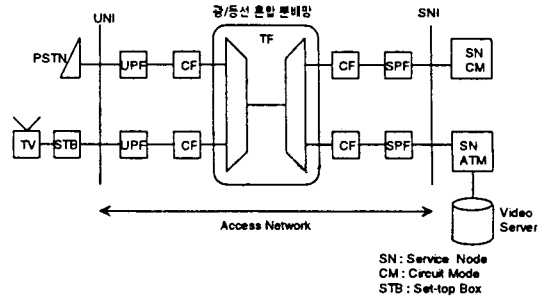 광/동선 혼합 분배망
UNI
SNI
TF
PSTN
UPF
CF
CF
SPF
SN
CM
TV
STB
UPF
CF
CF
SPF
SN
ATM
Access Network
Video
Server
SN : Service Node
CM : Circuit Mode
STB : Set-top Box